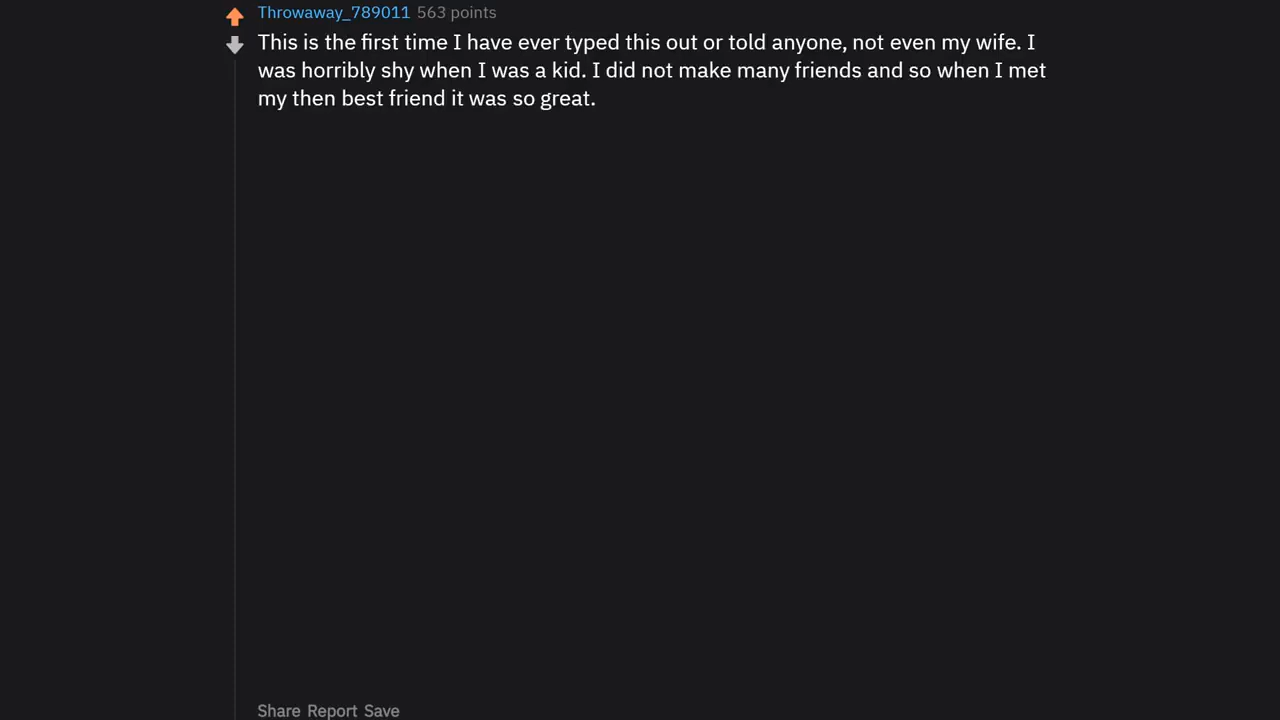 Throwaway_789011 563 points
This is the first time I have ever typed this out or told anyone, not even my wife. I
was horribly shy when I was a kid. I did not make many friends and so when I met
my then best friend it was so great.
Share Report Save